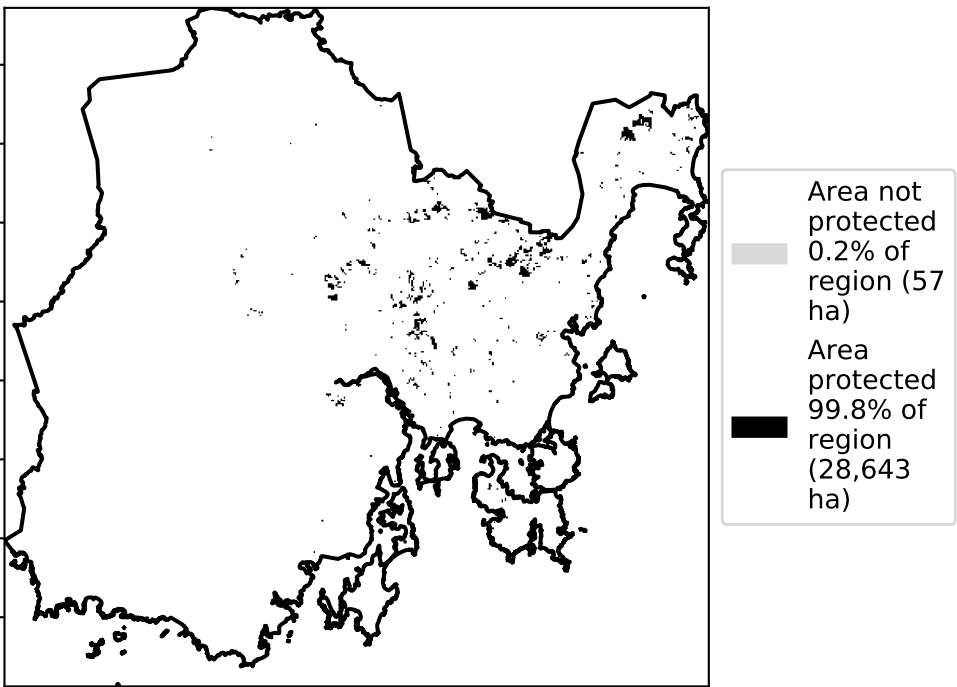 Area not
protected
0.2% of
region (57
ha)
Area
protected
99.8% of
region
(28,643
ha)